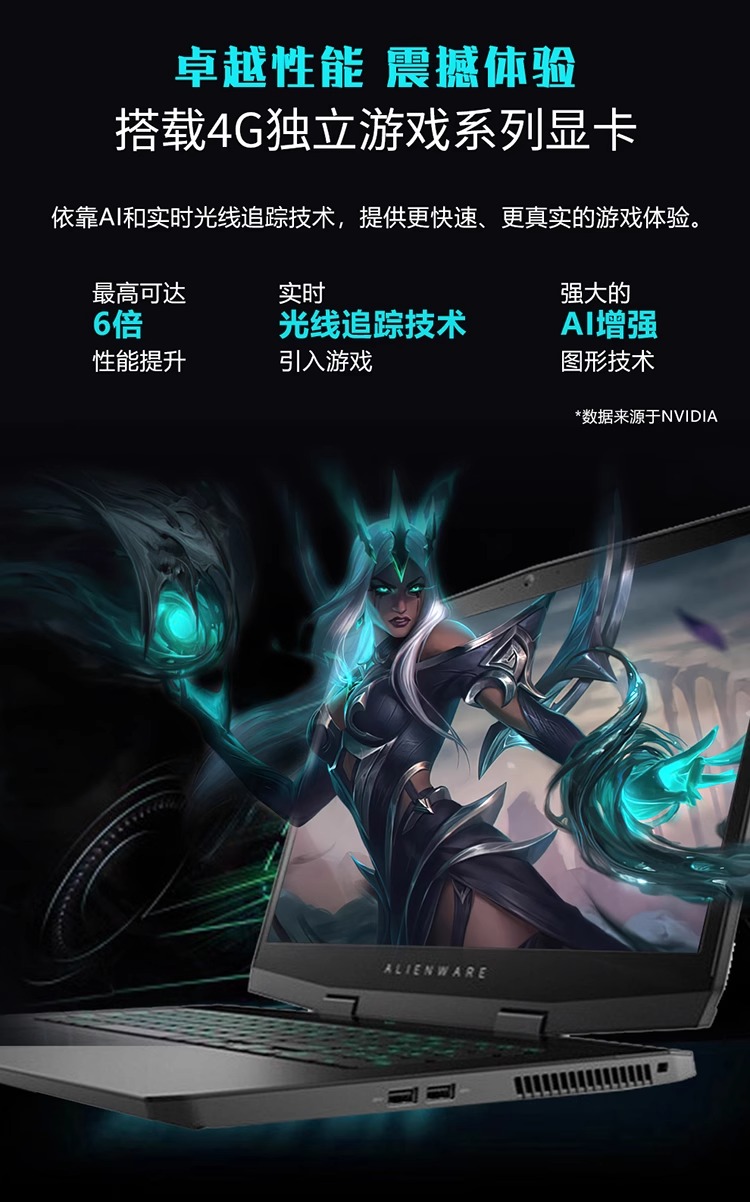 卓越性能 震撼体验
搭载4G独立游戏系列显卡
依靠AI和实时光线追踪技术，提供更快速、更真实的游戏体验。
最高可达
6倍
性能提升
实时
光线追踪技术
引入游戏
强大的
AI增强
图形技术
*数据来源于NVIDIA
ALIENWARE